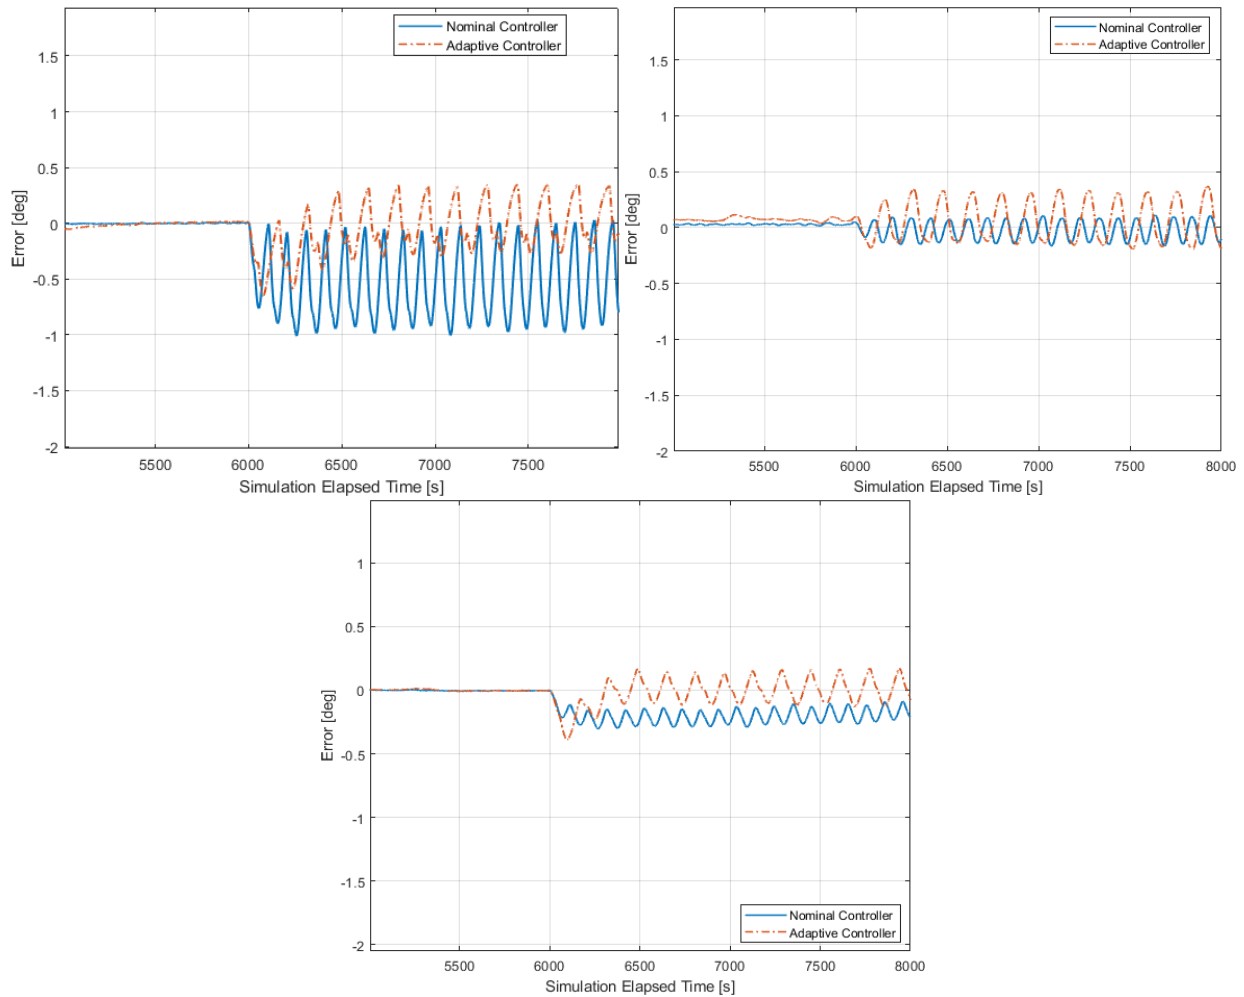 Nominal Controller
Adaptive Controller
1.5
1
0.5
0
-0.5
-1
-1.5
-2
Error [deg]
5500 6000 6500 7000 7500
Simulation Elapsed Time [s]
Nominal Controller
Adaptive Controller
1.5
1
0.5
0
-0.5
-1
-1.5
-2
Error [deg]
5500 6000 6500 7000 7500 8000
Simulation Elapsed Time [s]
1
0.5
0
-0.5
-1
-1.5
-2
Error [deg]
Nominal Controller
Adaptive Controller
5500 6000 6500 7000 7500 8000
Simulation Elapsed Time [s]